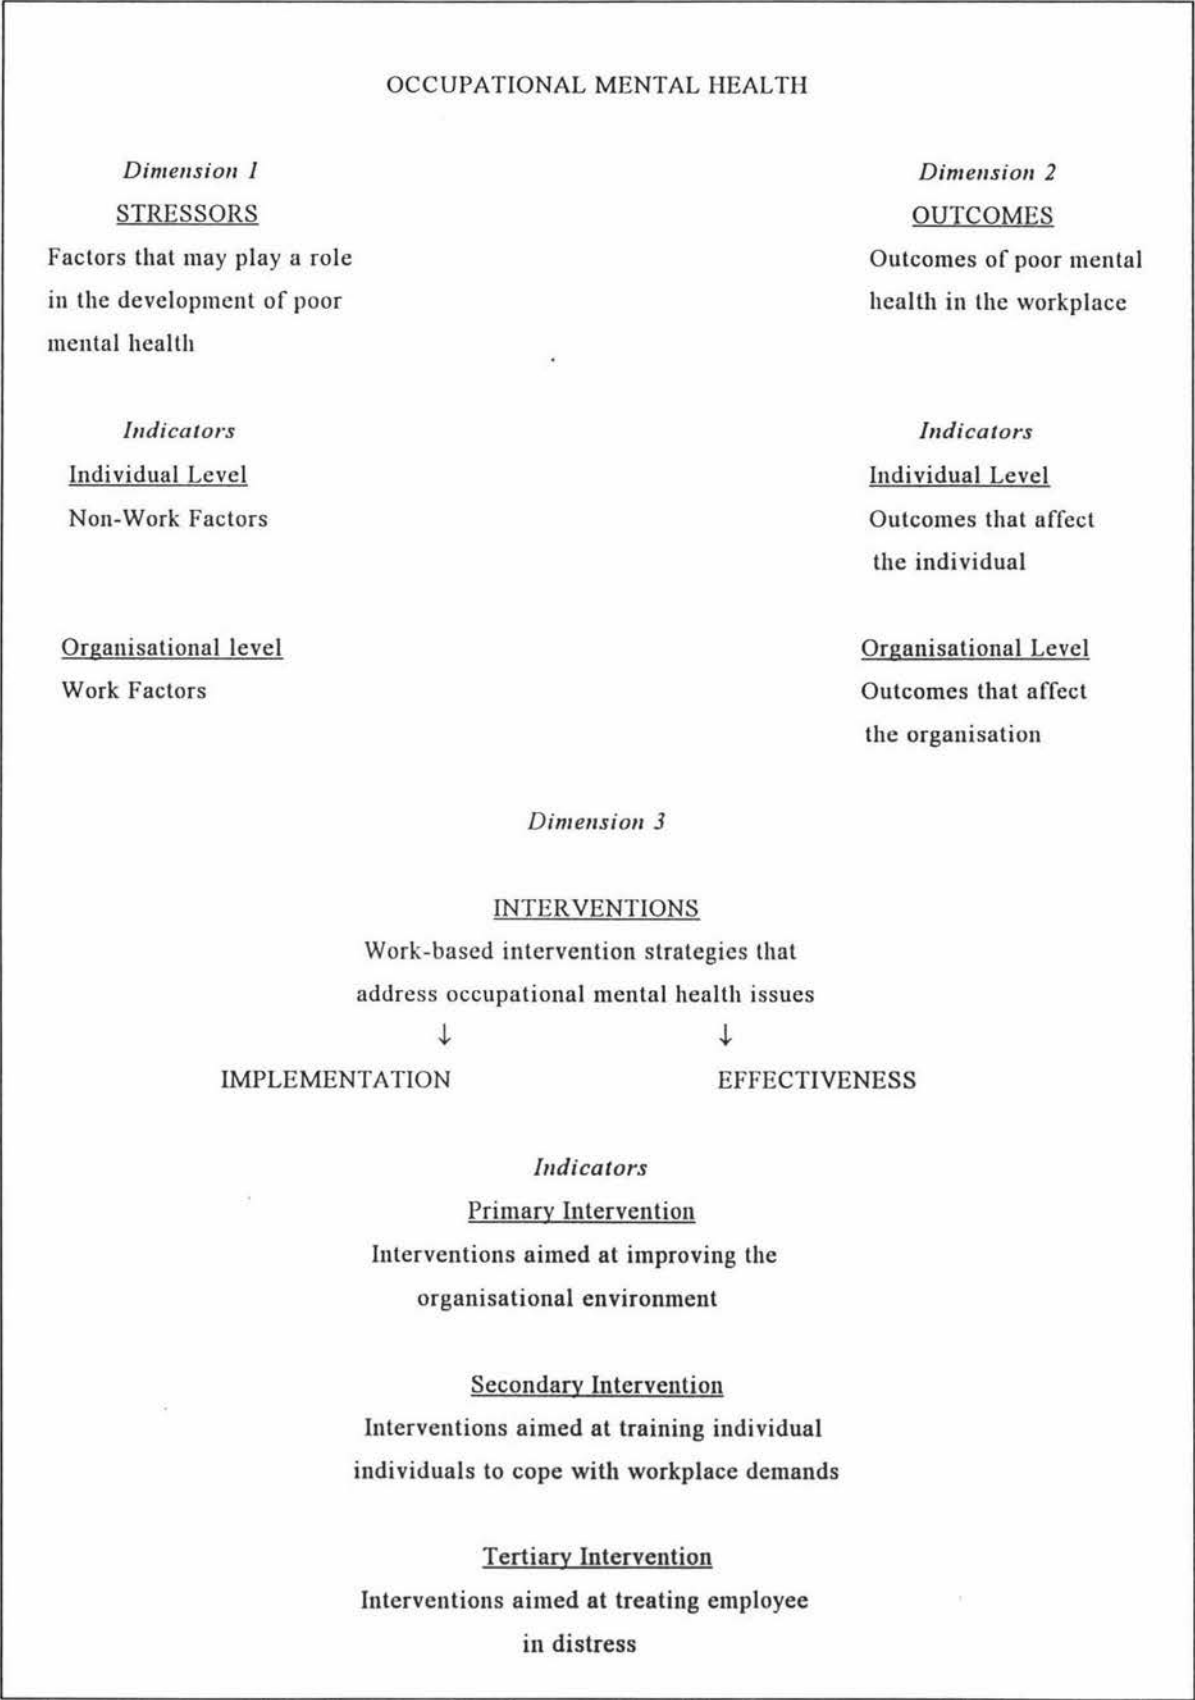 OCCUPATIONAL MENTAL HEALTH
Dimension 1
STRESSORS
Factors that may play a role
in the development of poor
mental health
Indicators
Individual Level
Non-Work Factors
Organisational level
Work Factors
Dimension 2
OUTCOMES
Outcomes of poor mental
health in the workplace
Indicators
Individual Level
Outcomes that affect
the individual
Organisational Level
Outcomes that affect
the organisation
Dimension 3
INTERVENTIONS
Work-based intervention strategies that
address occupational mental health issues
↓ ↓
IMPLEMENTATION EFFECTIVENESS
Indicators
Primary Intervention
Interventions aimed at improving the
organisational environment
Secondary Intervention
Interventions aimed at training individual
individuals to cope with workplace demands
Tertiary Intervention
Interventions aimed at treating employee
in distress